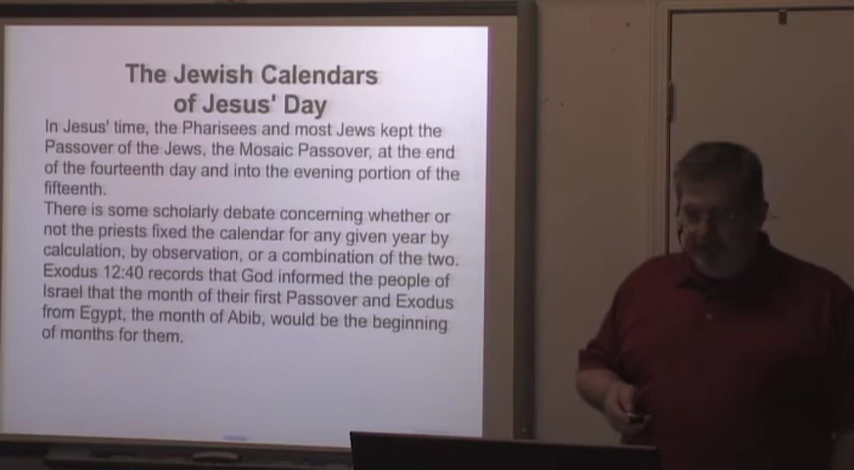 The Jewish Calendars
of Jesus' Day
In Jesus' time, the Pharisees and most Jews kept the
Passover of the Jews, the Mosaic Passover, at the end
of the fourteenth day and into the evening portion of the
fifteenth.
There is some scholarly debate concerning whether or
not the priests fixed the calendar for any given year by
calculation, by observation, or a combination of the two.
Exodus 12:40 records that God informed the people of
Israel that the month of their first Passover and Exodus
from Egypt, the month of Abib, would be the beginning
of months for them.